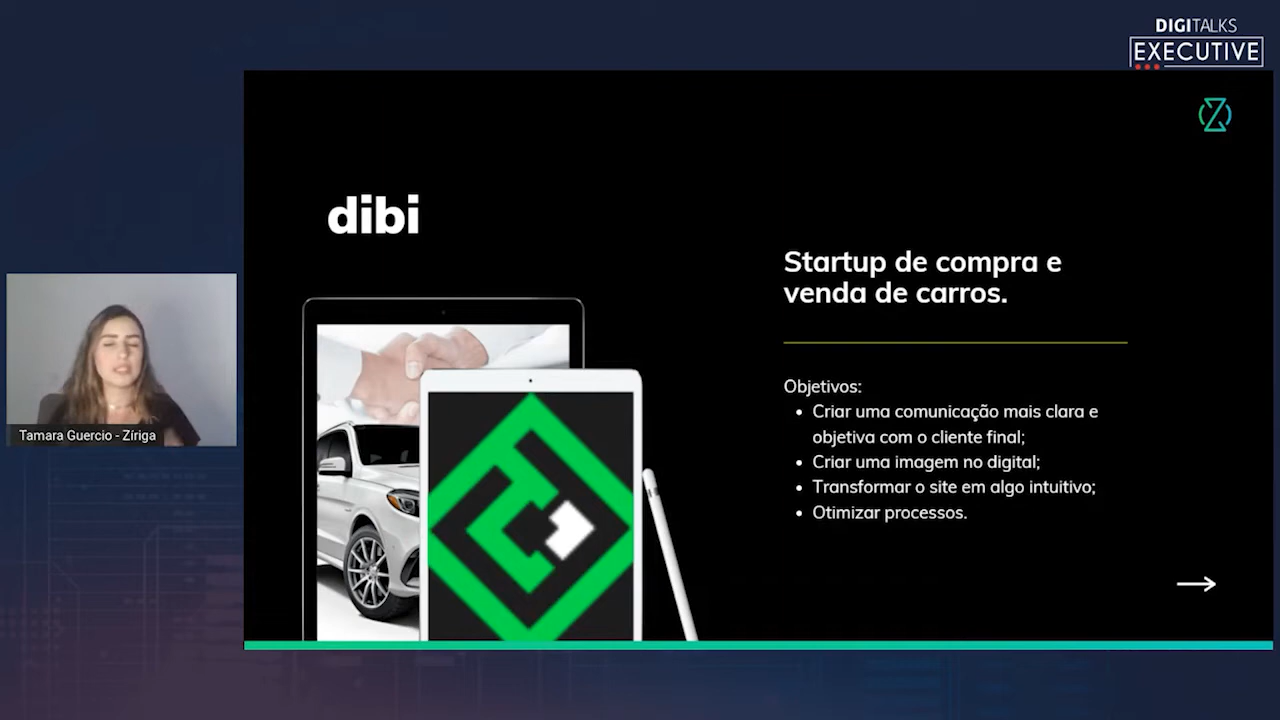 DIGITALKS
EXECUTIVE
dibi
Startup de compra e
venda de carros.
Objetivos:
• Criar uma comunicação mais clara e
objetiva com o cliente final;
• Criar uma imagem no digital;
• Transformar o site em algo intuitivo;
• Otimizar processos.
Tamara Guercio - Zíriga